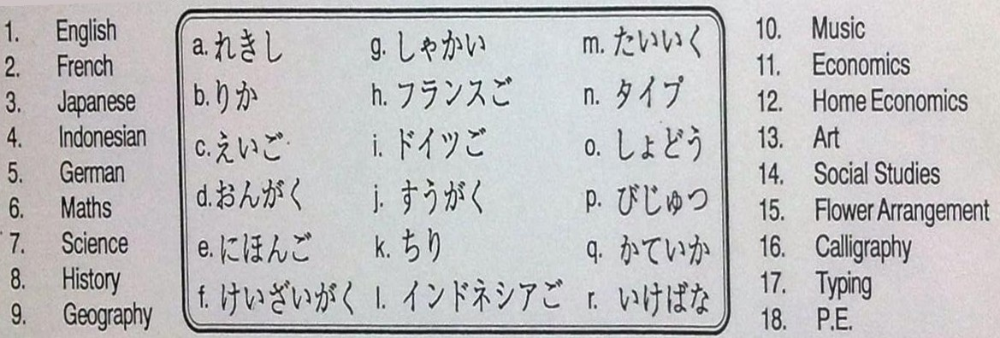 1. English
2. French
3. Japanese
4. Indonesian
5. German
6. Maths
7. Science
8. History
9. Geography
a. れきし
b. りか
c. えいご
d. おんがく
e. にほんご
f. けいざいがく
g. しゃかい
h. フランスご
i. ドイツご
j. すうがく
k. ちり
l. インドネシアご
m. たいいく
n. タイプ
o. しょどう
p. びじゅつ
q. かていか
r. いけばな
10. Music
11. Economics
12. Home Economics
13. Art
14. Social Studies
15. Flower Arrangement
16. Calligraphy
17. Typing
18. P.E.